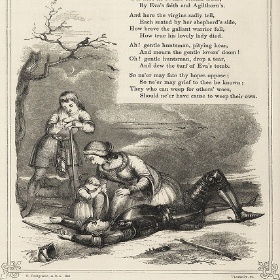 By Eva's faith and Agilthorn's.
And here the virgins sadly tell,
Each seated by her shepherd's side,
How brave the gallant warrior fell,
How true his lovely lady died.
Ah! gentle huntsman, pitying hear,
And mourn the gentle lovers' doom!
Oh! gentle huntsman, drop a tear,
And dew the turf of Eva's tomb.
So ne'er may fate thy hopes oppose;
So ne'er may grief to thee be known;
They who can weep for others' woes,
Should ne'er have cause to weep their own.